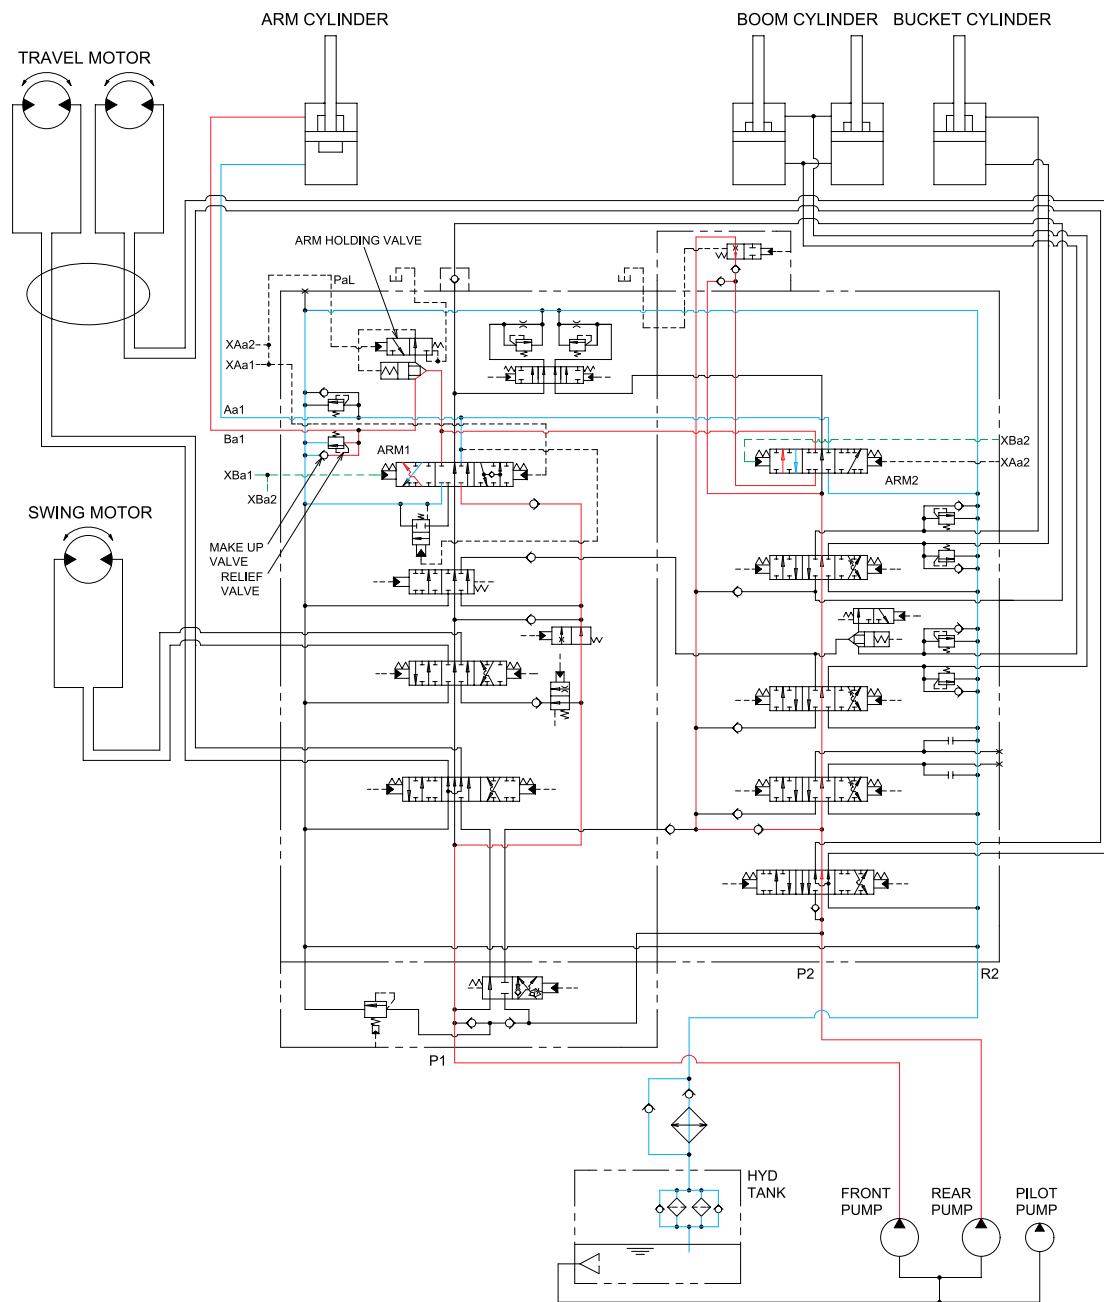 ARM CYLINDER
BOOM CYLINDER
BUCKET CYLINDER
TRAVEL MOTOR
ARM HOLDING VALVE
PaL
XAa2
XAa1
Aa1
Ba1
XBa1
XBa2
ARM1
XBa2
XAa2
ARM2
SWING MOTOR
MAKE UP
VALVE
RELIEF
VALVE
P2
R2
P1
HYD
TANK
FRONT
PUMP
REAR
PUMP
PILOT
PUMP